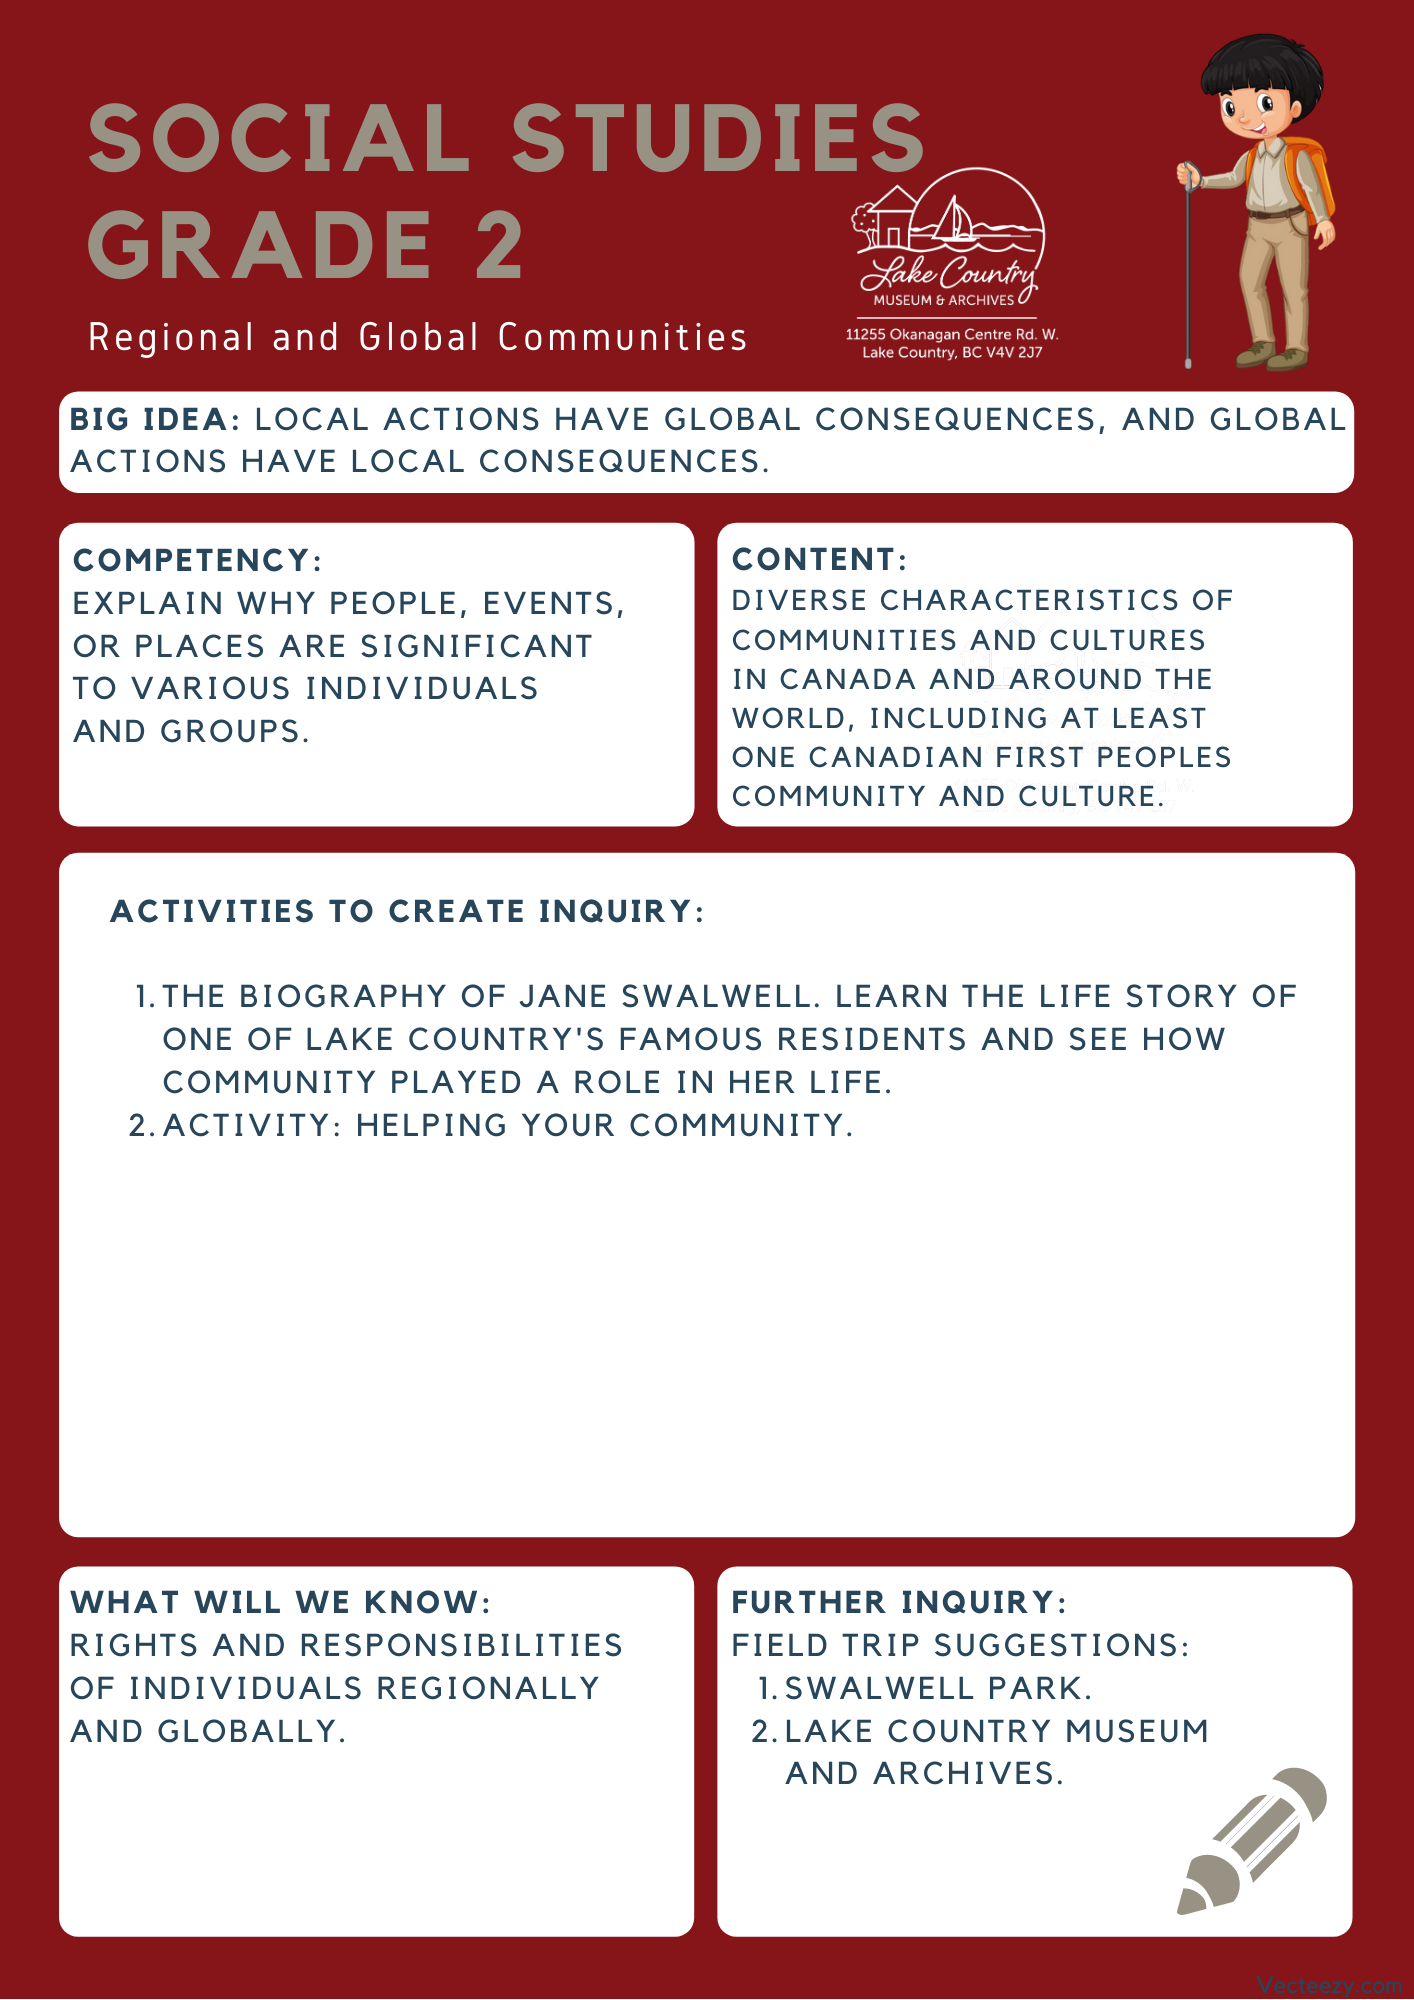 SOCIAL STUDIES
GRADE 2
Regional and Global Communities
Lake Country
MUSEUM & ARCHIVES
11255 Okanagan Centre Rd. W.
Lake Country, BC V4V 2J7
BIG IDEA: LOCAL ACTIONS HAVE GLOBAL CONSEQUENCES, AND GLOBAL
ACTIONS HAVE LOCAL CONSEQUENCES.
COMPETENCY:
EXPLAIN WHY PEOPLE, EVENTS,
OR PLACES ARE SIGNIFICANT
TO VARIOUS INDIVIDUALS
AND GROUPS.
CONTENT:
DIVERSE CHARACTERISTICS OF
COMMUNITIES AND CULTURES
IN CANADA AND AROUND THE
WORLD, INCLUDING AT LEAST
ONE CANADIAN FIRST PEOPLES
COMMUNITY AND CULTURE.
ACTIVITIES TO CREATE INQUIRY:
1. THE BIOGRAPHY OF JANE SWALWELL. LEARN THE LIFE STORY OF
ONE OF LAKE COUNTRY'S FAMOUS RESIDENTS AND SEE HOW
COMMUNITY PLAYED A ROLE IN HER LIFE.
2. ACTIVITY: HELPING YOUR COMMUNITY.
WHAT WILL WE KNOW:
RIGHTS AND RESPONSIBILITIES
OF INDIVIDUALS REGIONALLY
AND GLOBALLY.
FURTHER INQUIRY:
FIELD TRIP SUGGESTIONS:
1. SWALWELL PARK.
2. LAKE COUNTRY MUSEUM
AND ARCHIVES.
Vecteezy.com